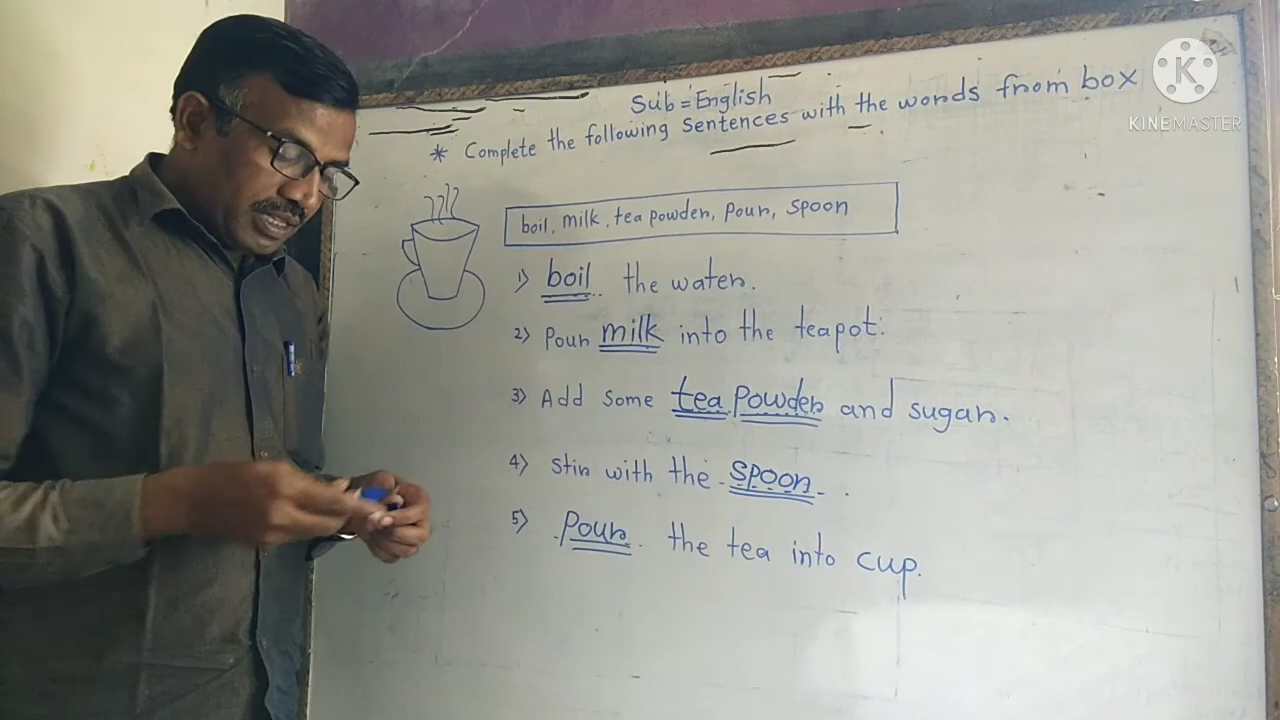 Sub = English
* Complete the following Sentences with the words from box
boil, milk, tea powder, pour, spoon
1) boil the water.
2) Pour milk into the teapot.
3) Add some tea powder and sugar.
4) Stir with the spoon.
5) Pour the tea into cup.
K
KINEMASTER